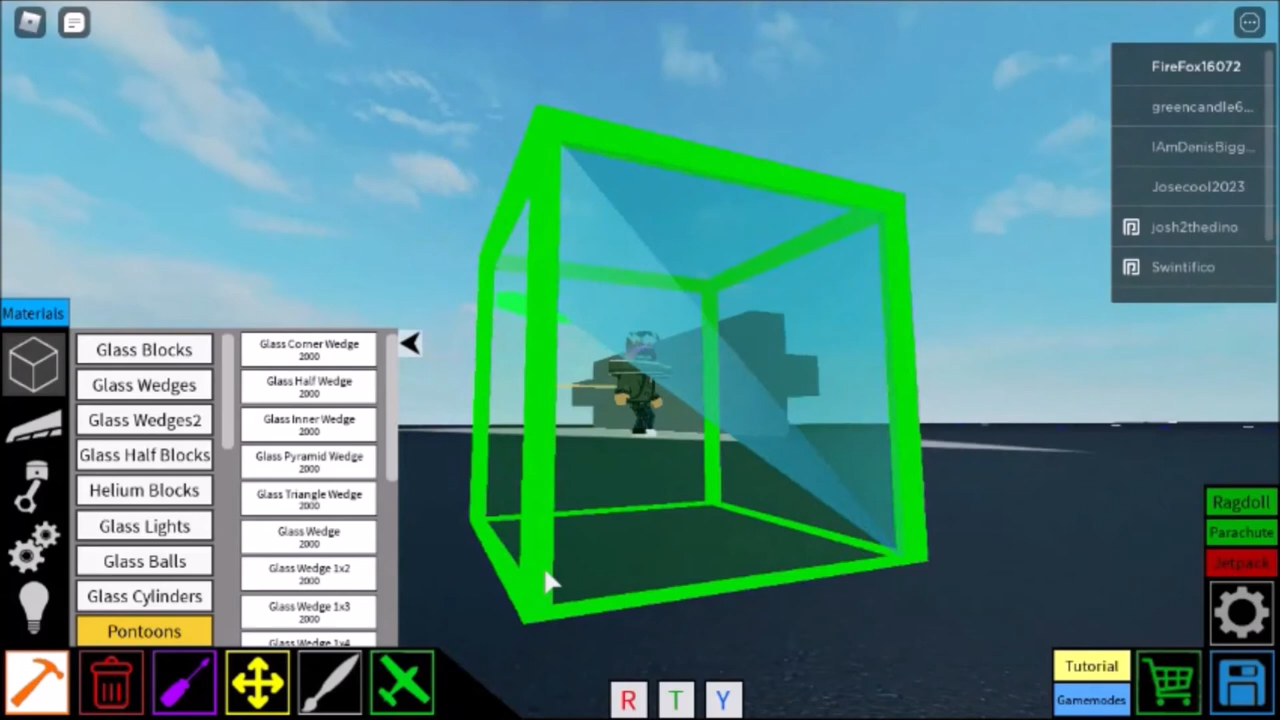 FireFox16072
greencandle6...
IAmDenisBigg...
Josecool2023
josh2thedino
Swintifico
Materials
Glass Blocks
Glass Wedges
Glass Wedges2
Glass Half Blocks
Helium Blocks
Glass Lights
Glass Balls
Glass Cylinders
Pontoons
Glass Corner Wedge
2000
Glass Half Wedge
2000
Glass Inner Wedge
2000
Glass Pyramid Wedge
2000
Glass Triangle Wedge
2000
Glass Wedge
2000
Glass Wedge 1x2
2000
Glass Wedge 1x3
2000
Glass Wedge 1x4
Ragdoll
Parachute
Jetpack
Tutorial
Gamemodes
R T Y